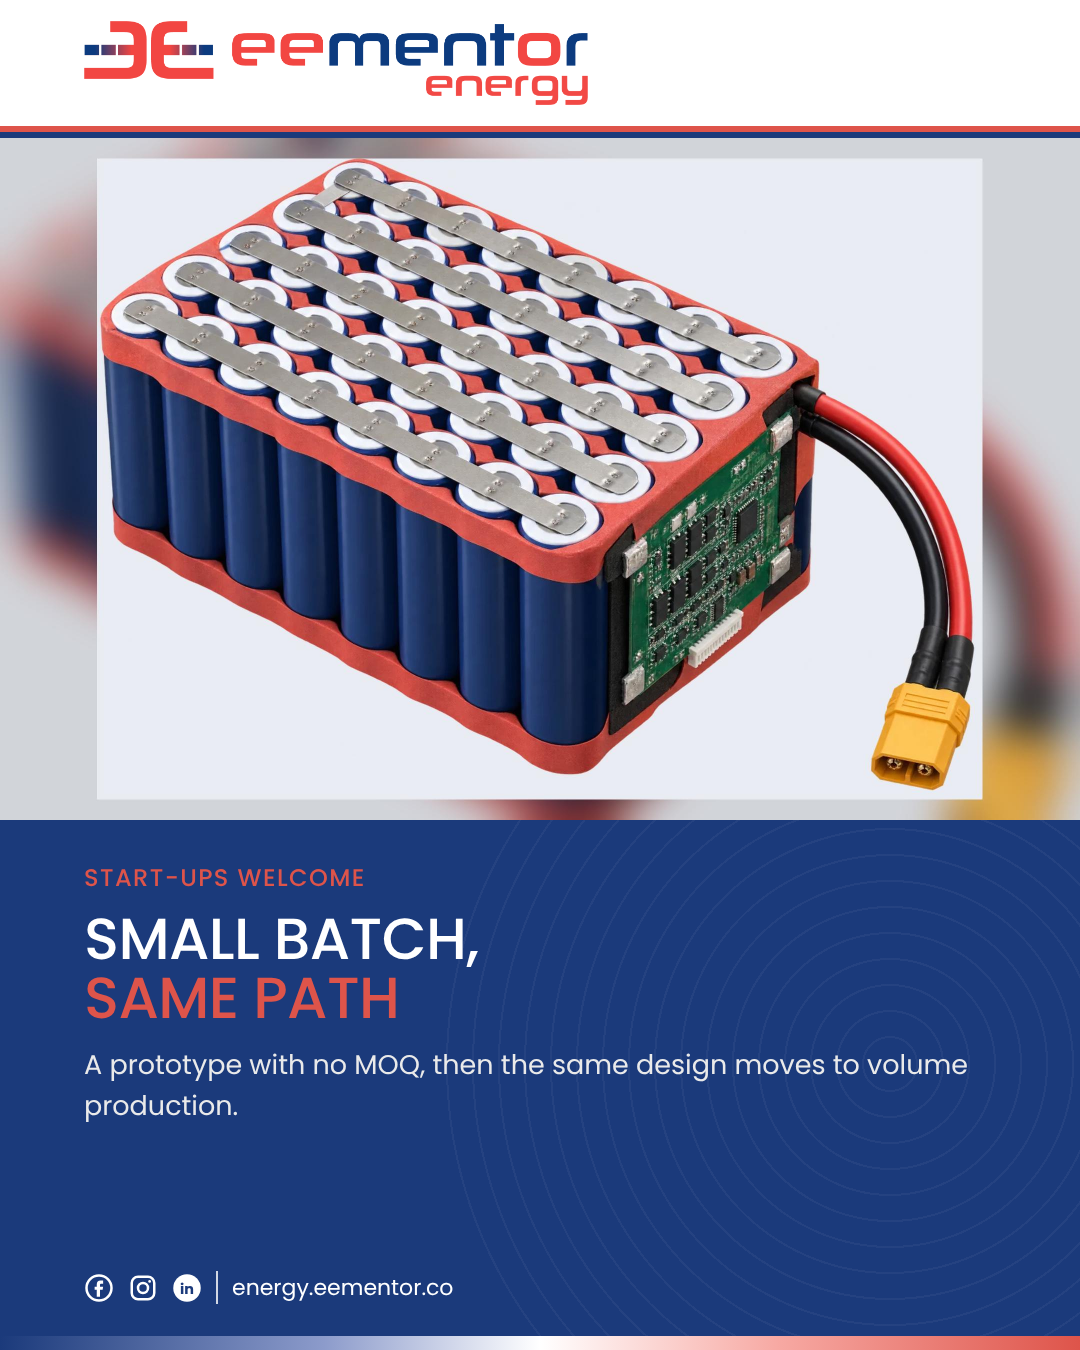 eementor
energy
START-UPS WELCOME
SMALL BATCH,
SAME PATH
A prototype with no MOQ, then the same design moves to volume
production.
in
energy.eementor.co